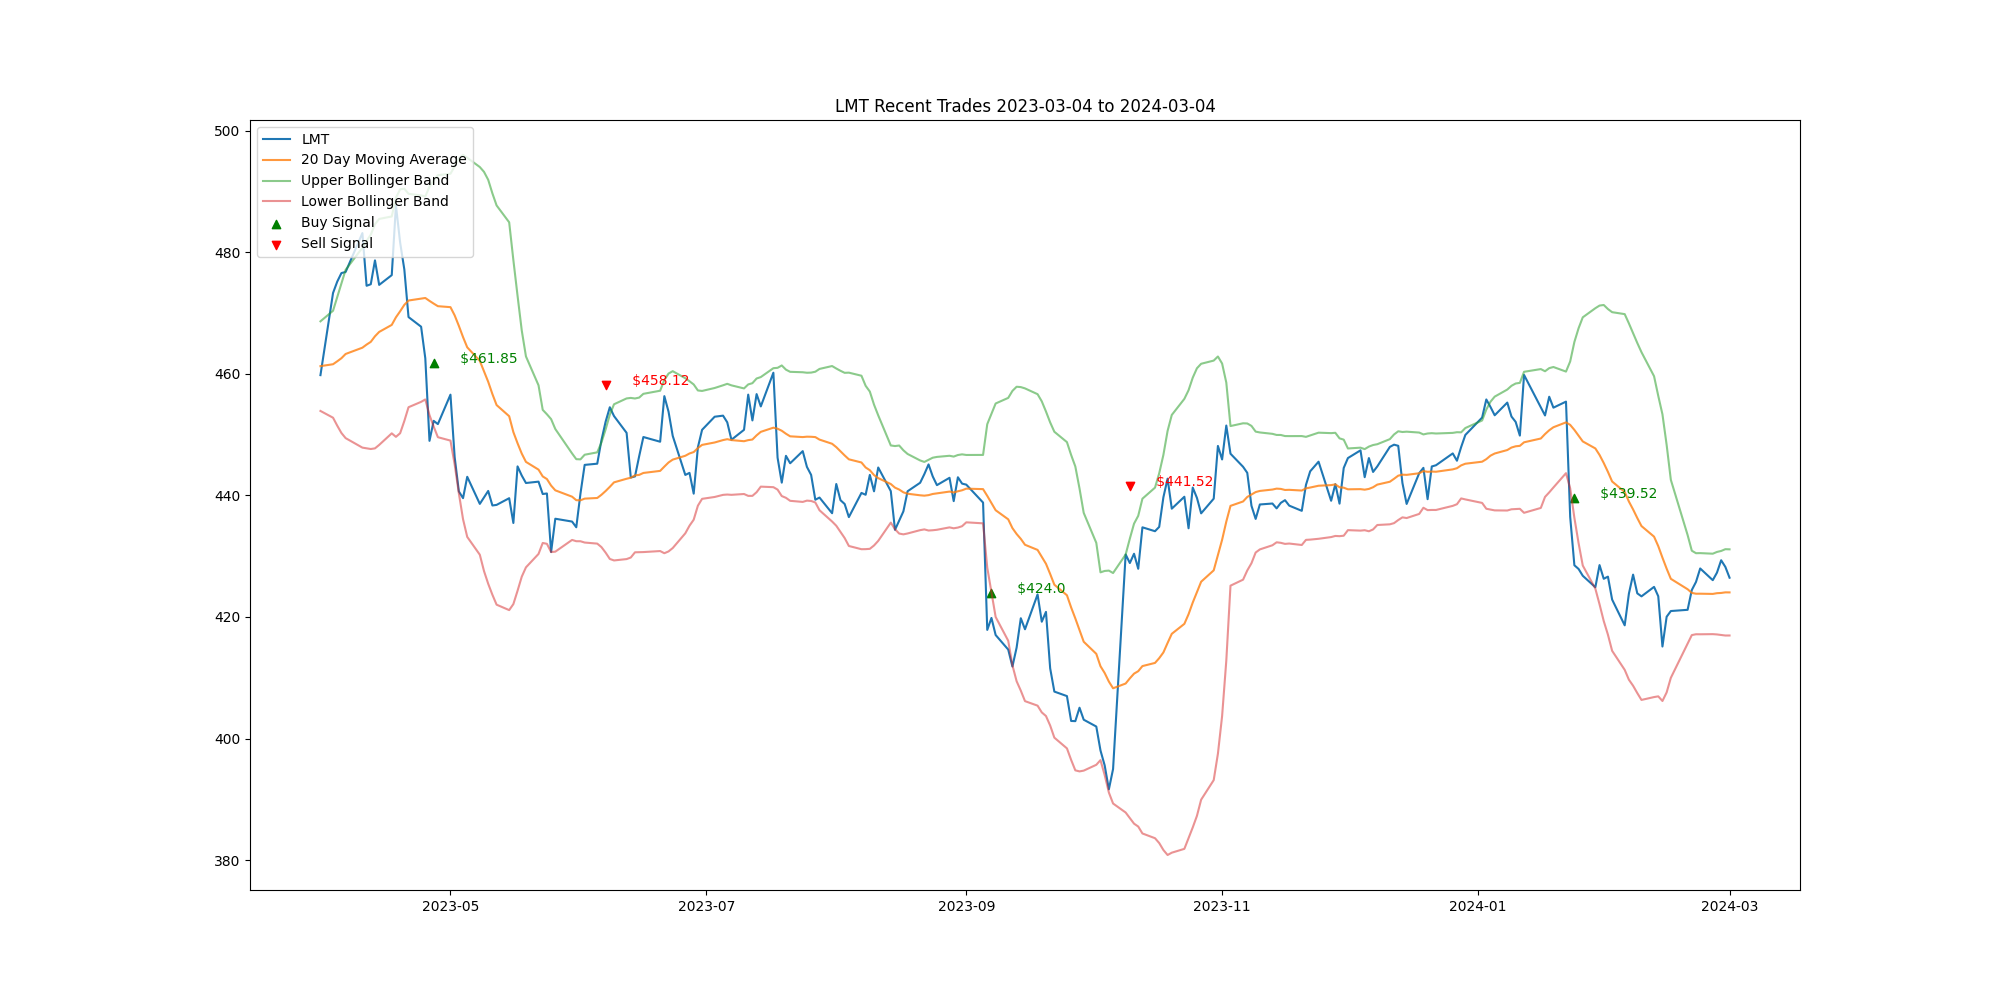 LMT Recent Trades 2023-03-04 to 2024-03-04
500
480
460
440
420
400
380
LMT
20 Day Moving Average
Upper Bollinger Band
Lower Bollinger Band
Buy Signal
Sell Signal
$461.85
$458.12
$424.0
$441.52
$439.52
2023-05
2023-07
2023-09
2023-11
2024-01
2024-03